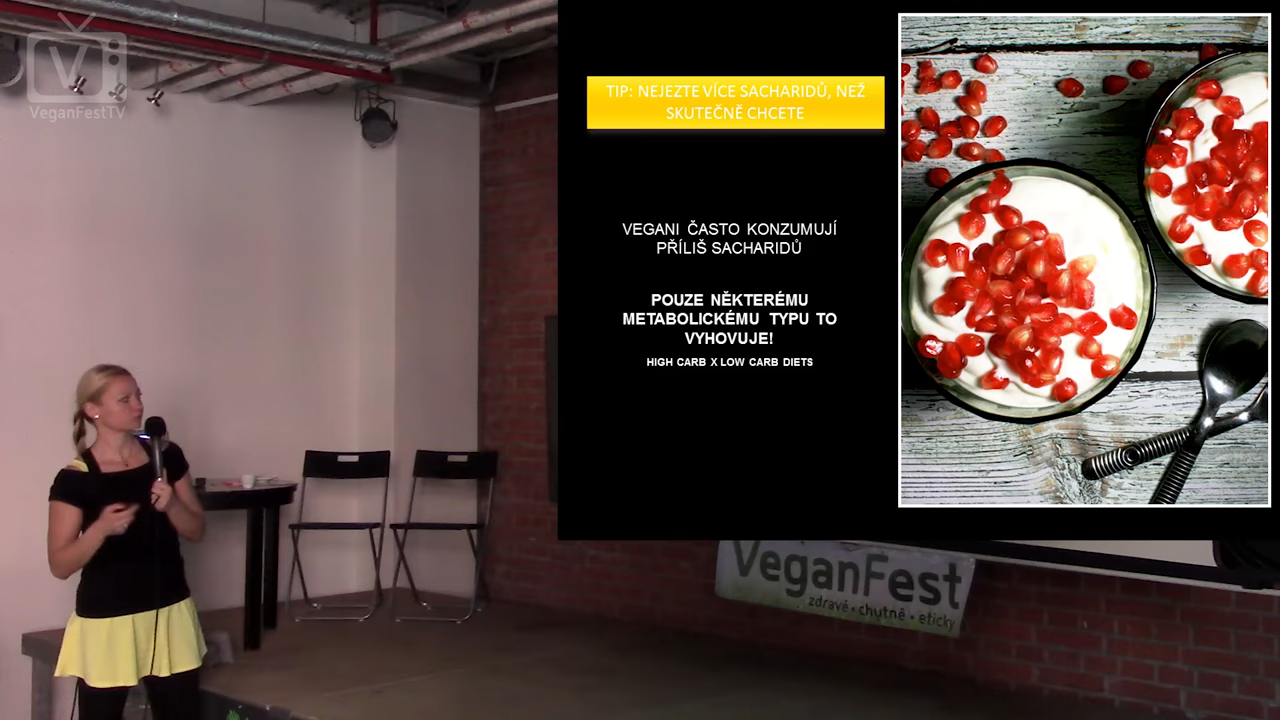 V
VeganFestTV
TIP: NEJEZTE VÍCE SACHARIDŮ, NEŽ
SKUTEČNĚ CHCETE
VEGANI ČASTO KONZUMUJÍ
PŘÍLIŠ SACHARIDŮ
POUZE NĚKTERÉMU
METABOLICKÉMU TYPU TO
VYHOVUJE!
HIGH CARB X LOW CARB DIETS
VeganFest
zdravě • chutně • eticky